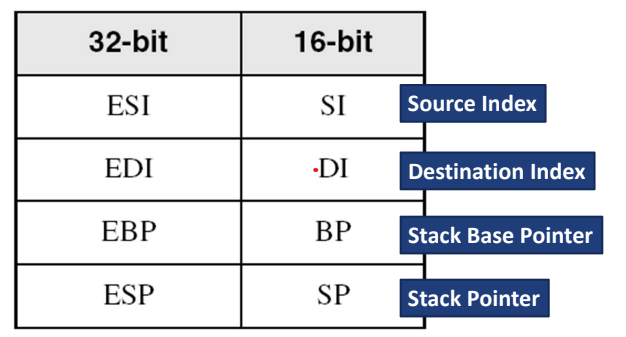 32-bit 16-bit
ESI SI Source Index
EDI DI Destination Index
EBP BP Stack Base Pointer
ESP SP Stack Pointer